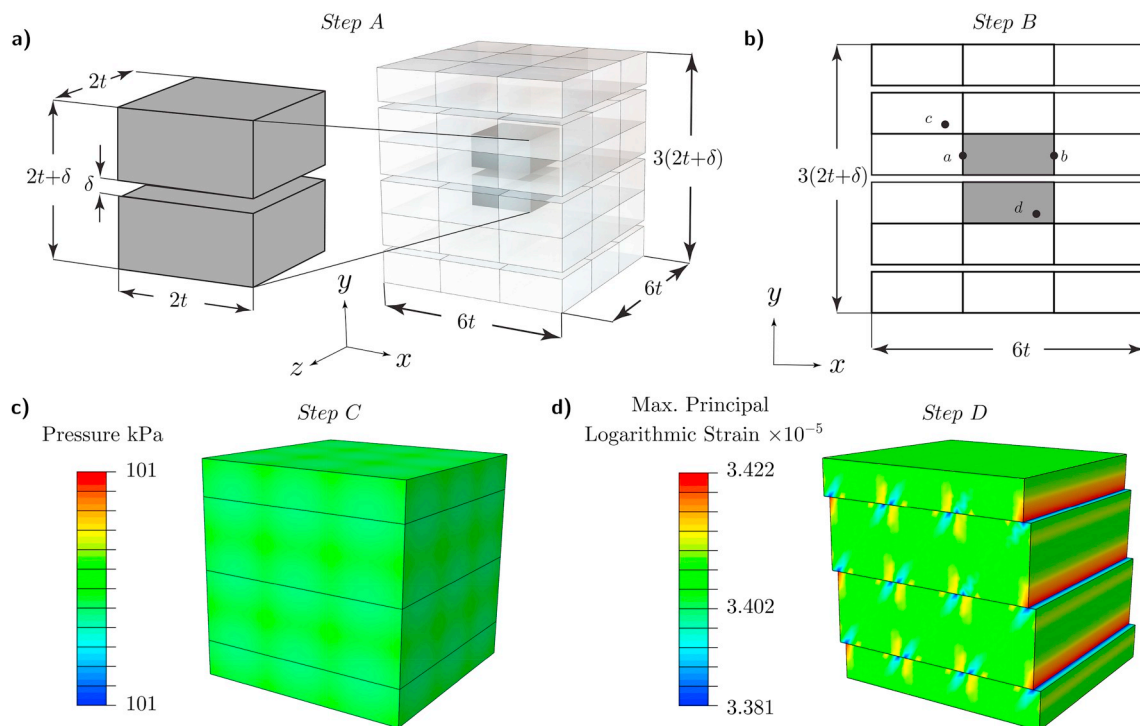 Step A
a)
2t
2t+δ
δ
2t
3(2t+δ)
6t
6t
y
x
z
Step B
b)
c
a
b
d
3(2t+δ)
6t
y
x
c)
Step C
Pressure kPa
101
101
d)
Max. Principal
Logarithmic Strain ×10⁻⁵
Step D
3.422
3.402
3.381